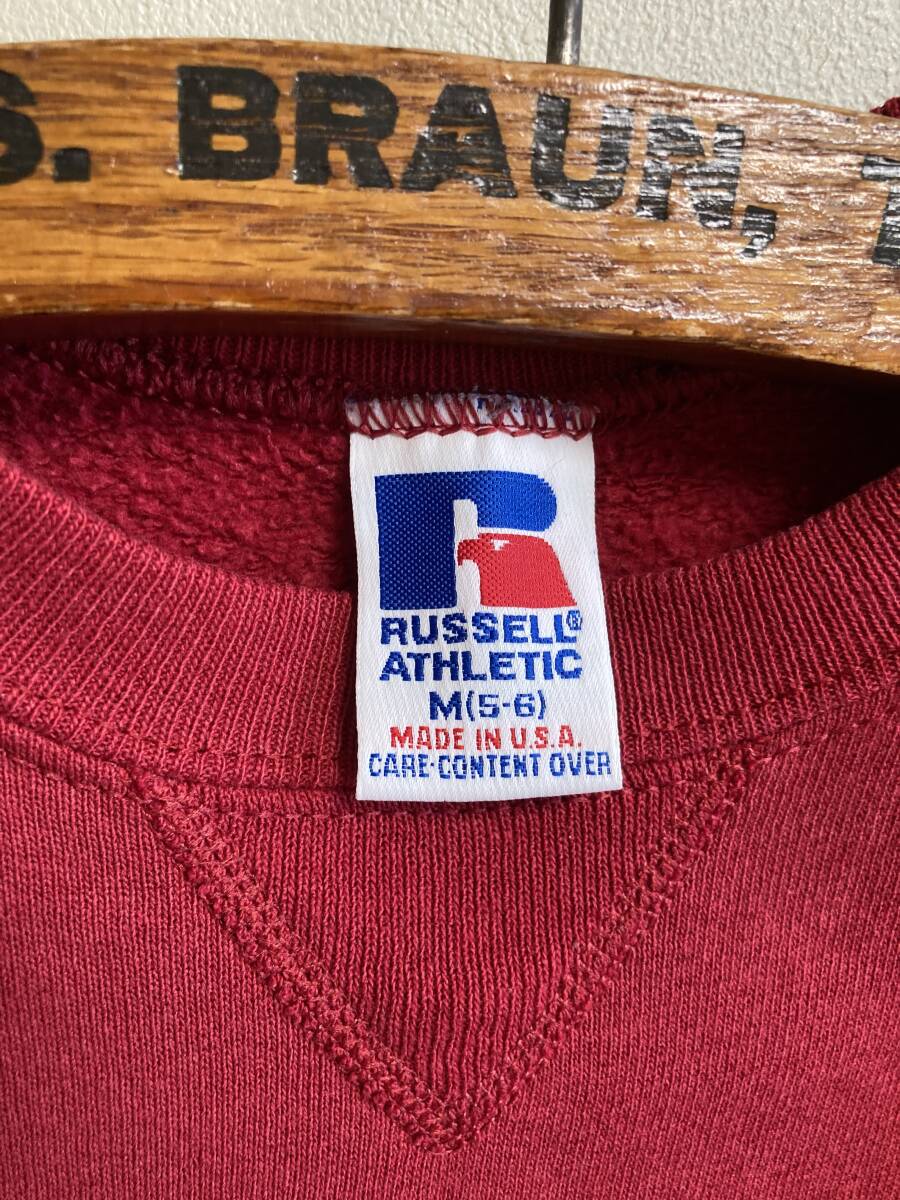 S. BRAUN,
RUSSELL®
ATHLETIC
M(5-6)
MADE IN U.S.A.
CARE-CONTENT OVER